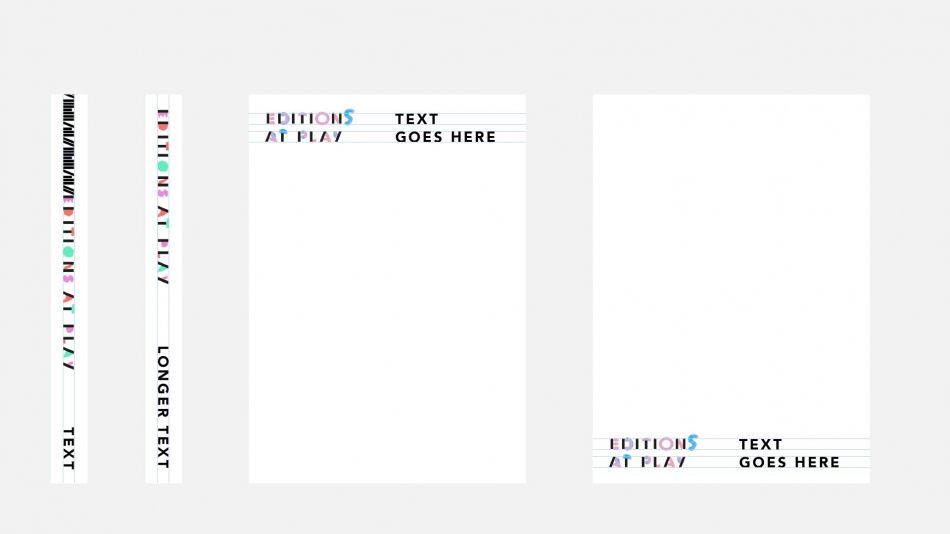 EDITIONS AT PLAY
TEXT
EDITIONS AT PLAY
LONGER TEXT
EDITIONS
AT PLAY
TEXT
GOES HERE
EDITIONS
AT PLAY
TEXT
GOES HERE